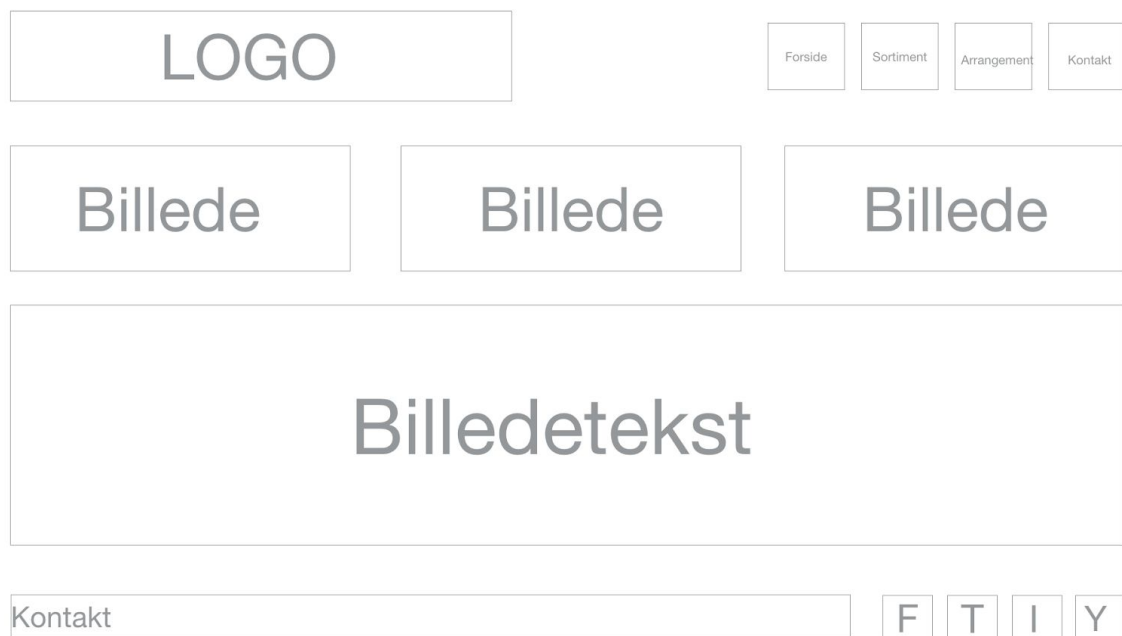 LOGO
Forside
Sortiment
Arrangement
Kontakt
Billede
Billede
Billede
Billedetekst
Kontakt
F
T
I
Y